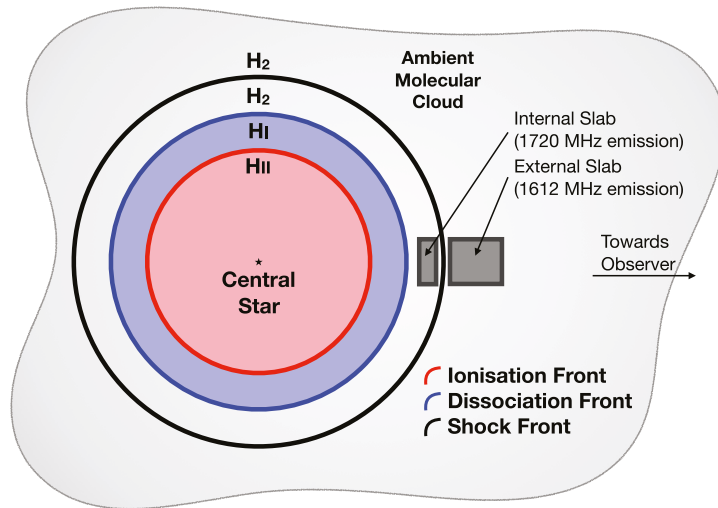 H2
H2
HI
HII
Central
Star
Ambient
Molecular
Cloud
Internal Slab
(1720 MHz emission)
External Slab
(1612 MHz emission)
Towards
Observer
Ionisation Front
Dissociation Front
Shock Front